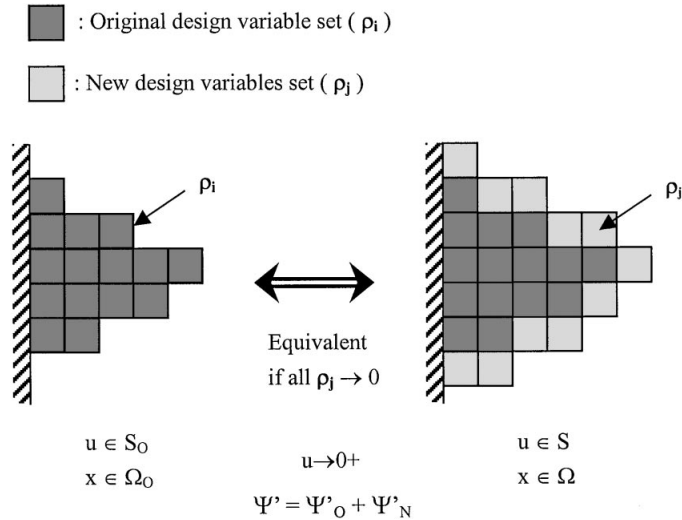 : Original design variable set ( ρi )
: New design variables set ( ρj )
ρi
ρj
Equivalent
if all ρj → 0
u ∈ SO
x ∈ ΩO
u→0+
Ψ' = Ψ'O + Ψ'N
u ∈ S
x ∈ Ω